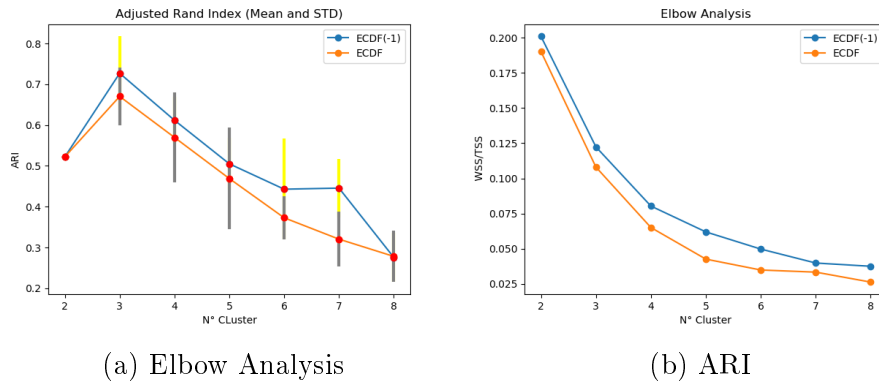 Adjusted Rand Index (Mean and STD)
ECDF(-1)
ECDF
0.8
0.7
0.6
0.5
0.4
0.3
0.2
ARI
2 3 4 5 6 7 8
N° CLuster
(a) Elbow Analysis
Elbow Analysis
ECDF(-1)
ECDF
0.200
0.175
0.150
0.125
0.100
0.075
0.050
0.025
WSS/TSS
2 3 4 5 6 7 8
N° Cluster
(b) ARI